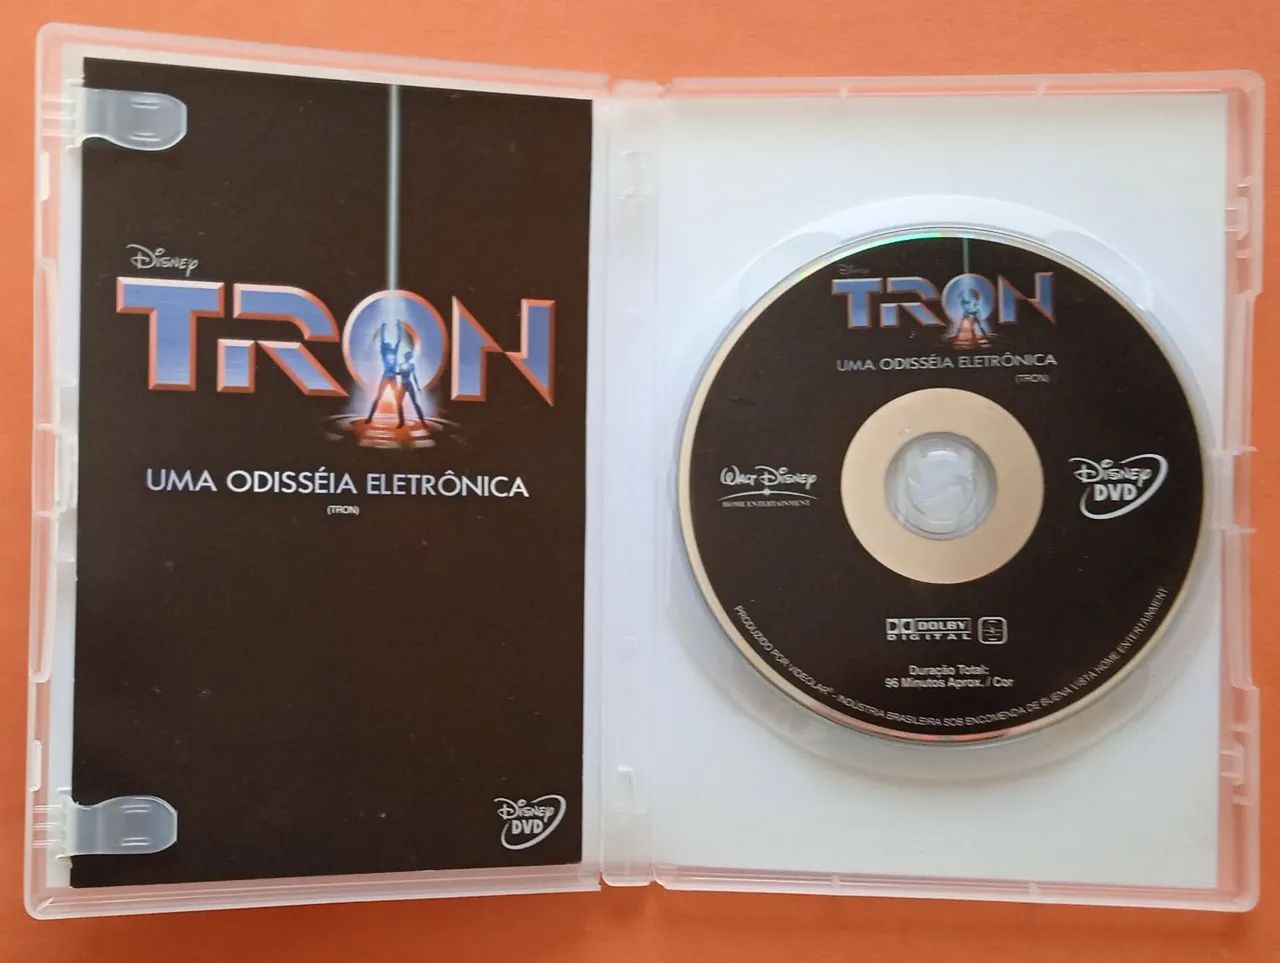 Disney
TRON
UMA ODISSÉIA ELETRÔNICA
(TRON)
Disney
DVD
Disney
TRON
UMA ODISSÉIA ELETRÔNICA
(TRON)
WALT DISNEY
HOME ENTERTAINMENT
Disney
DVD
DOLBY
DIGITAL
Duração Total:
96 Minutos Aprox. / Cor
PRODUZIDO POR VIDEOLAR® - INDÚSTRIA BRASILEIRA SOB ENCOMENDA DE BUENA VISTA HOME ENTERTAINMENT